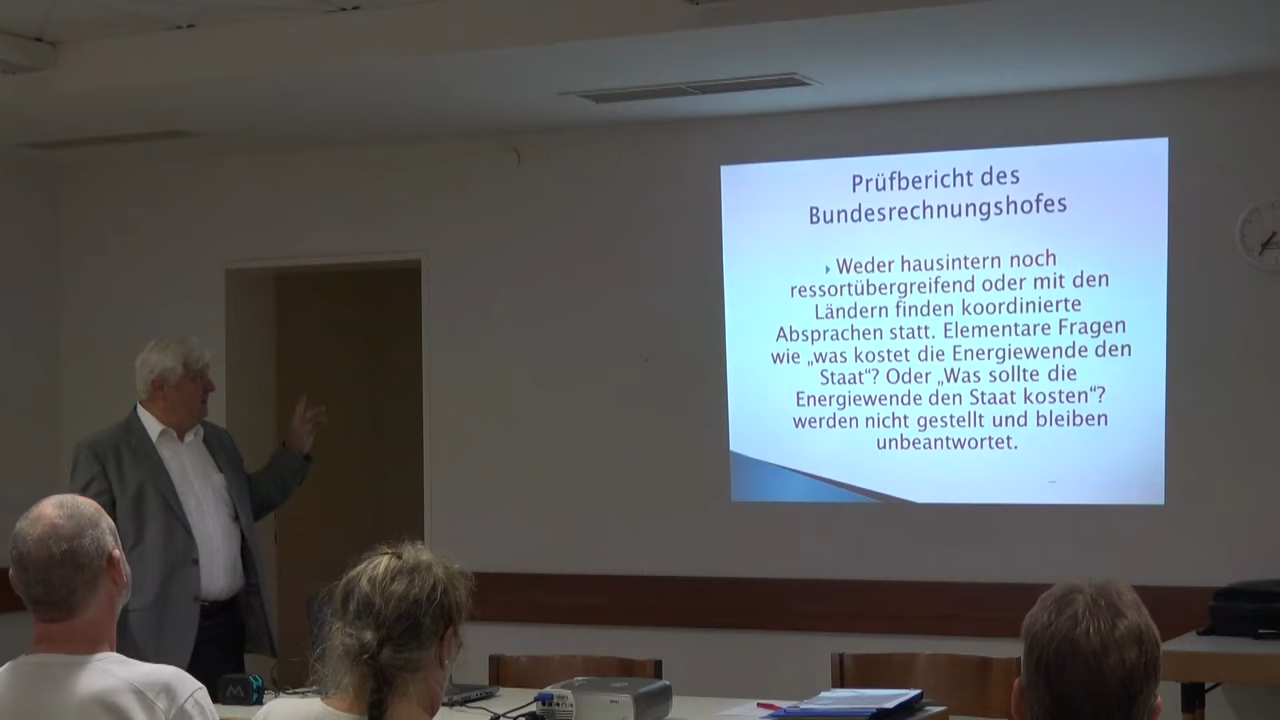 Prüfbericht des
Bundesrechnungshofes
Weder hausintern noch
ressortübergreifend oder mit den
Ländern finden koordinierte
Absprachen statt. Elementare Fragen
wie „was kostet die Energiewende den
Staat“? Oder „Was sollte die
Energiewende den Staat kosten“?
werden nicht gestellt und bleiben
unbeantwortet.